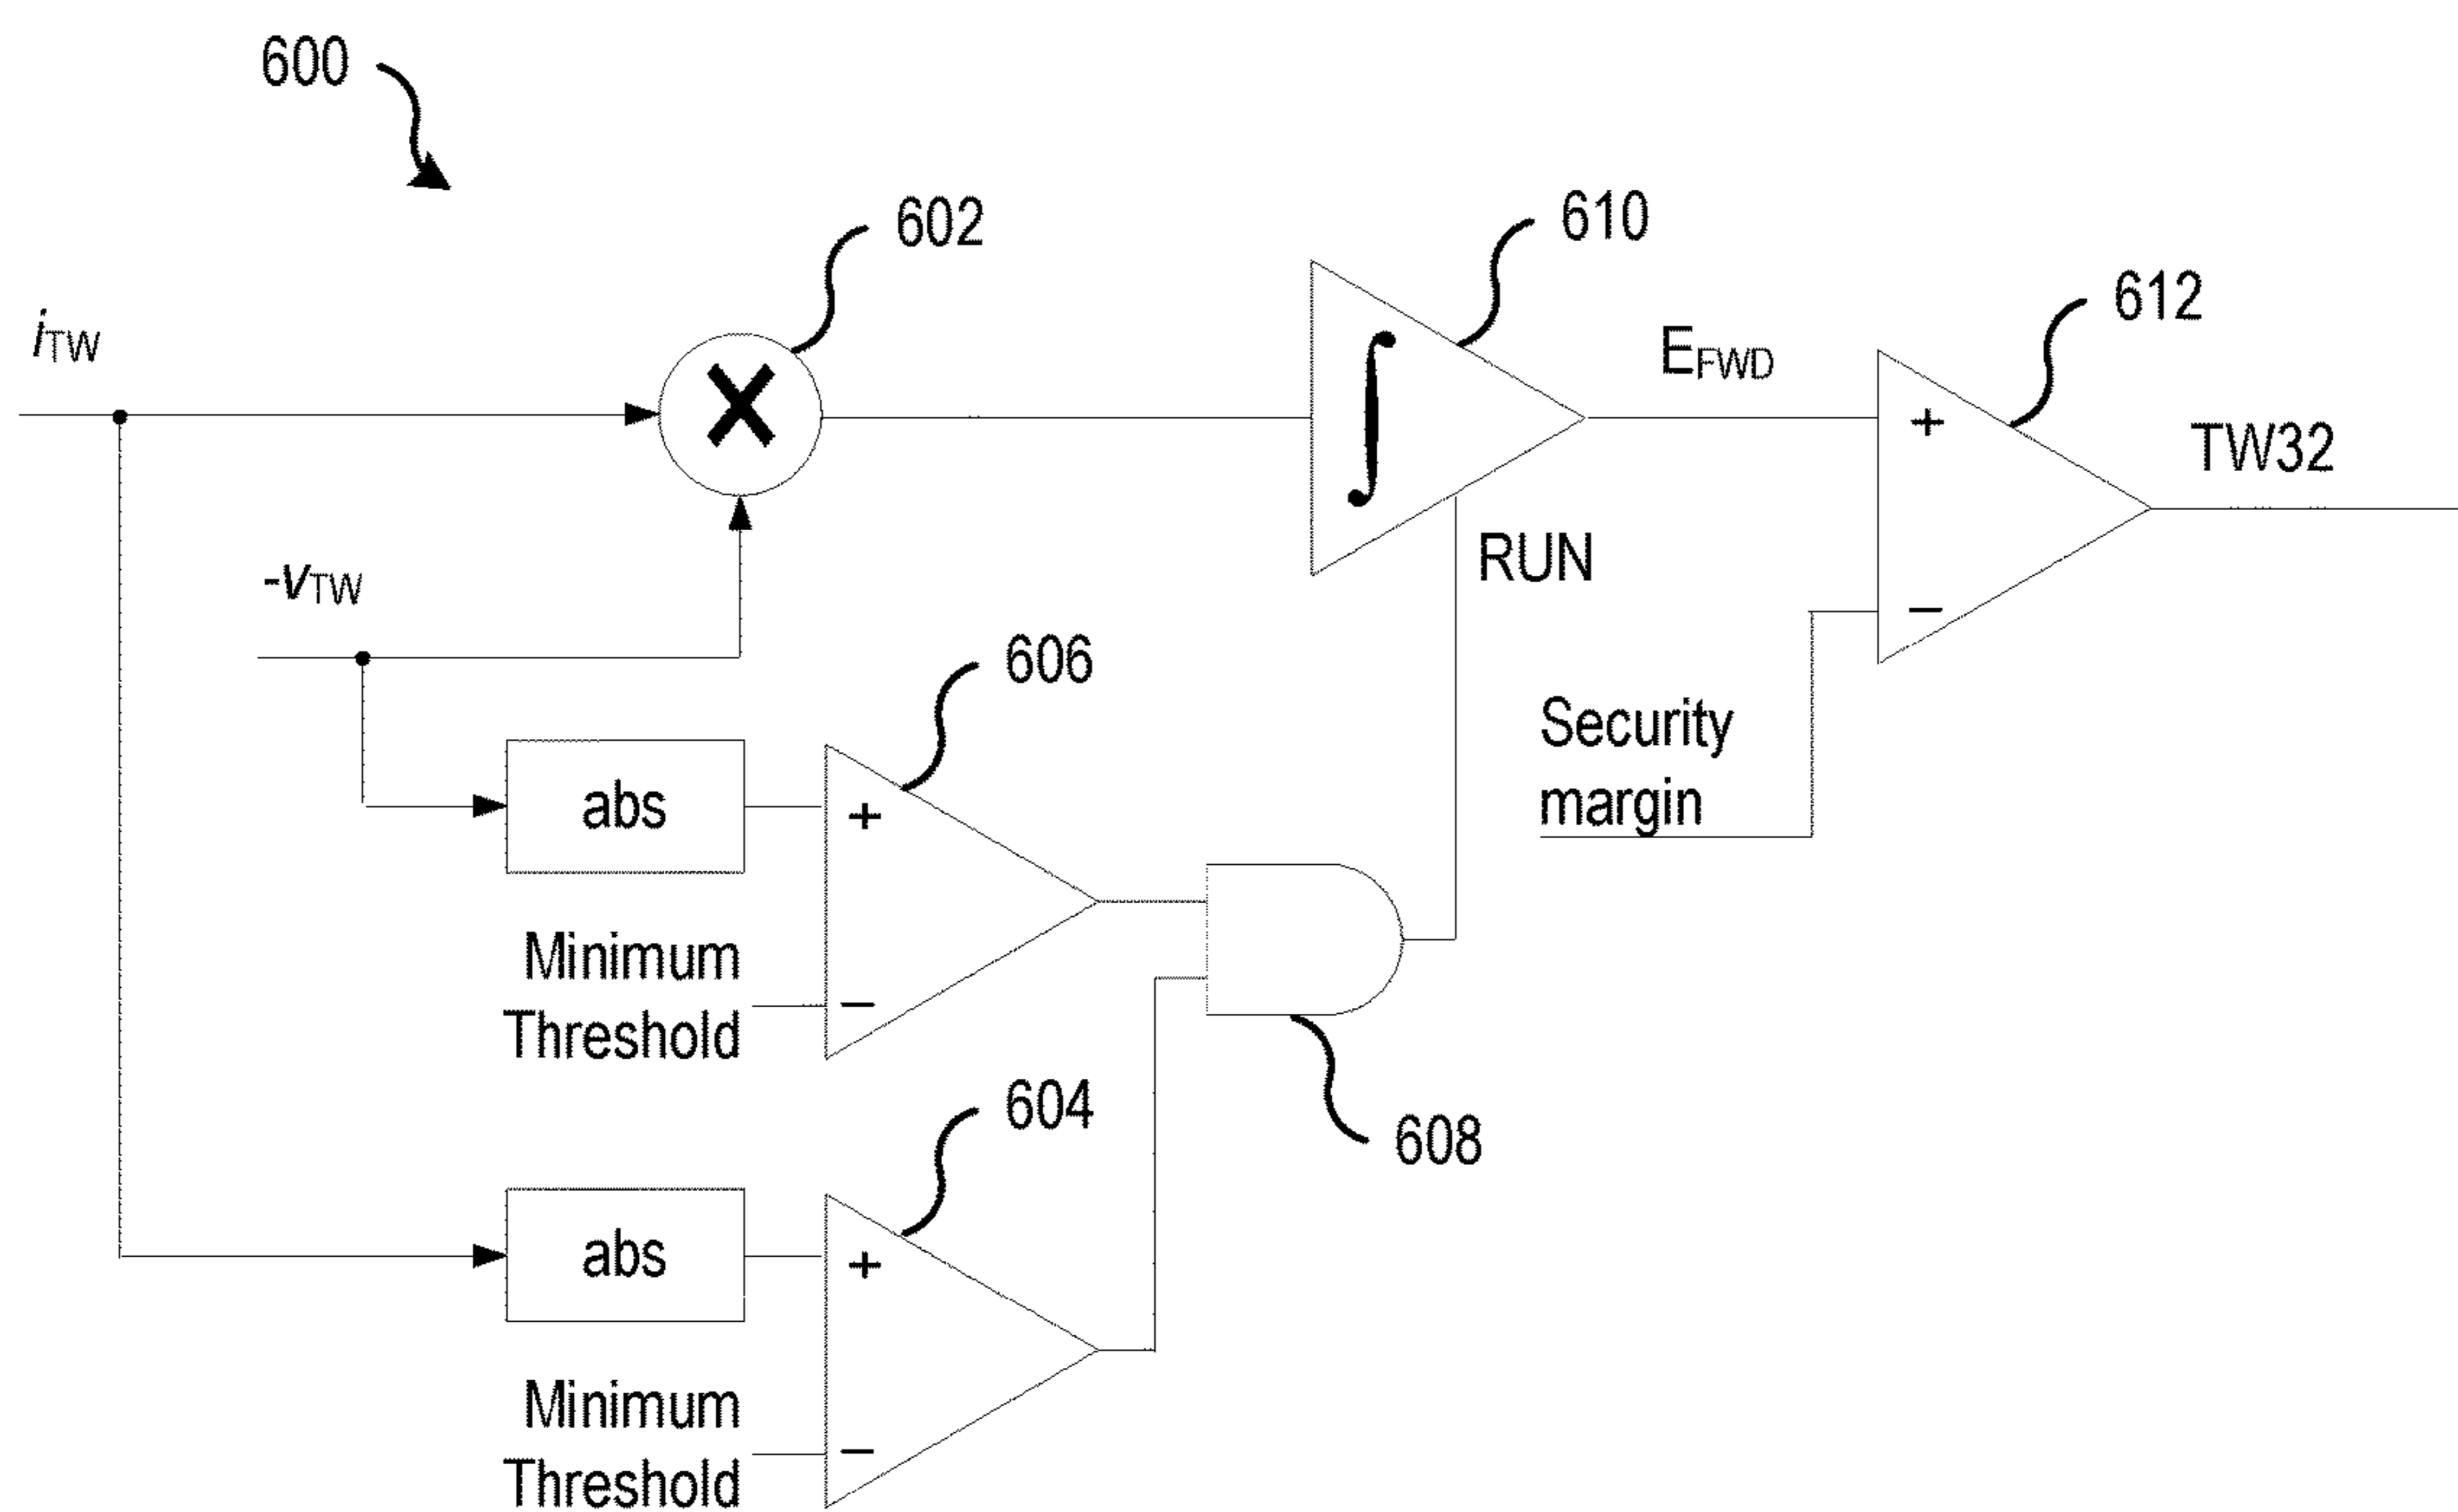 600
602
610
612
iTW
EFWD
TW32
×
∫
+
−
RUN
-vTW
606
Security
margin
abs
+
Minimum
Threshold
−
604
608
abs
+
Minimum
Threshold
−